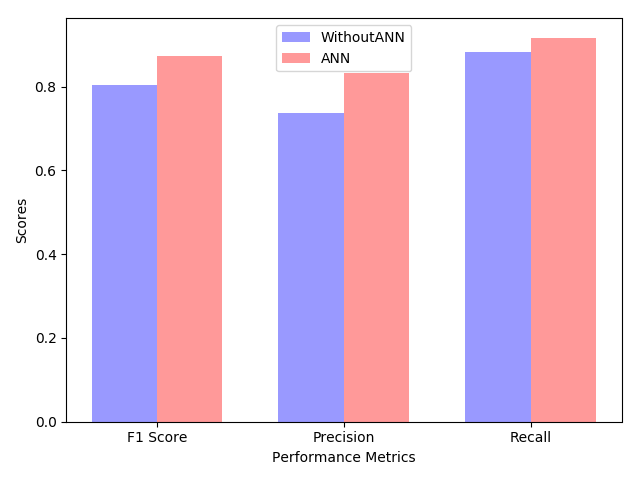 WithoutANN
ANN
Scores
0.8
0.6
0.4
0.2
0.0
F1 Score Precision Recall
Performance Metrics